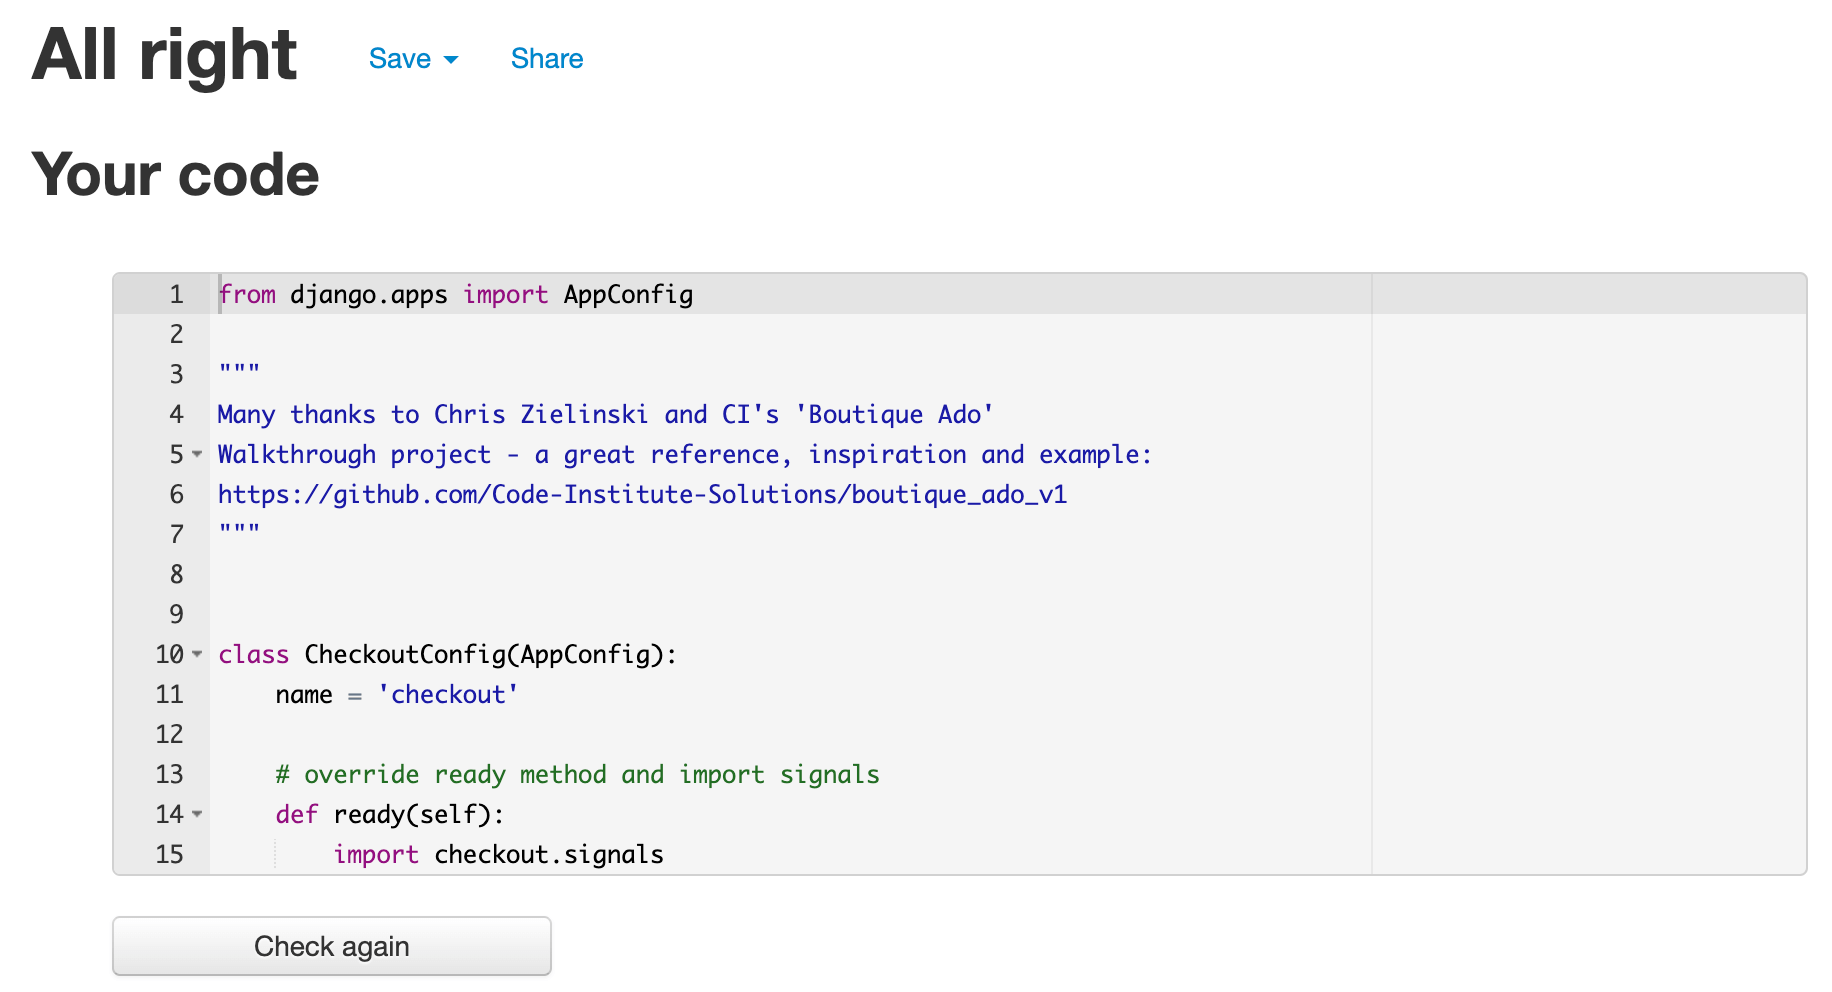 All right Save Share
Your code
1 from django.apps import AppConfig
2
3 """
4 Many thanks to Chris Zielinski and CI's 'Boutique Ado'
5 Walkthrough project - a great reference, inspiration and example:
6 https://github.com/Code-Institute-Solutions/boutique_ado_v1
7 """
8
9
10 class CheckoutConfig(AppConfig):
11     name = 'checkout'
12
13     # override ready method and import signals
14     def ready(self):
15         import checkout.signals
Check again